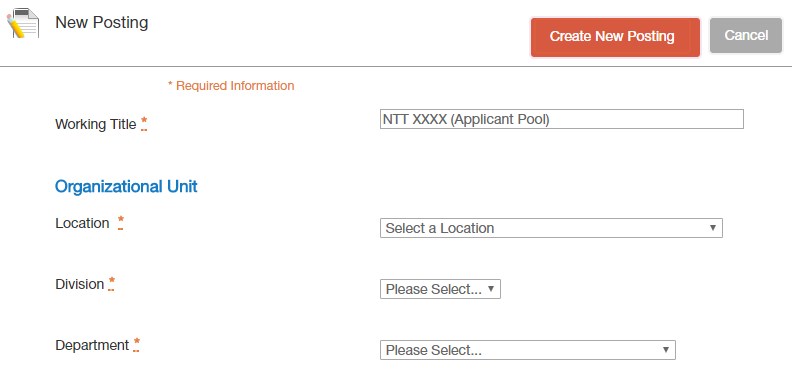 New Posting
Create New Posting
Cancel
* Required Information
Working Title *
NTT XXXX (Applicant Pool)
Organizational Unit
Location *
Select a Location
Division *
Please Select...
Department *
Please Select...